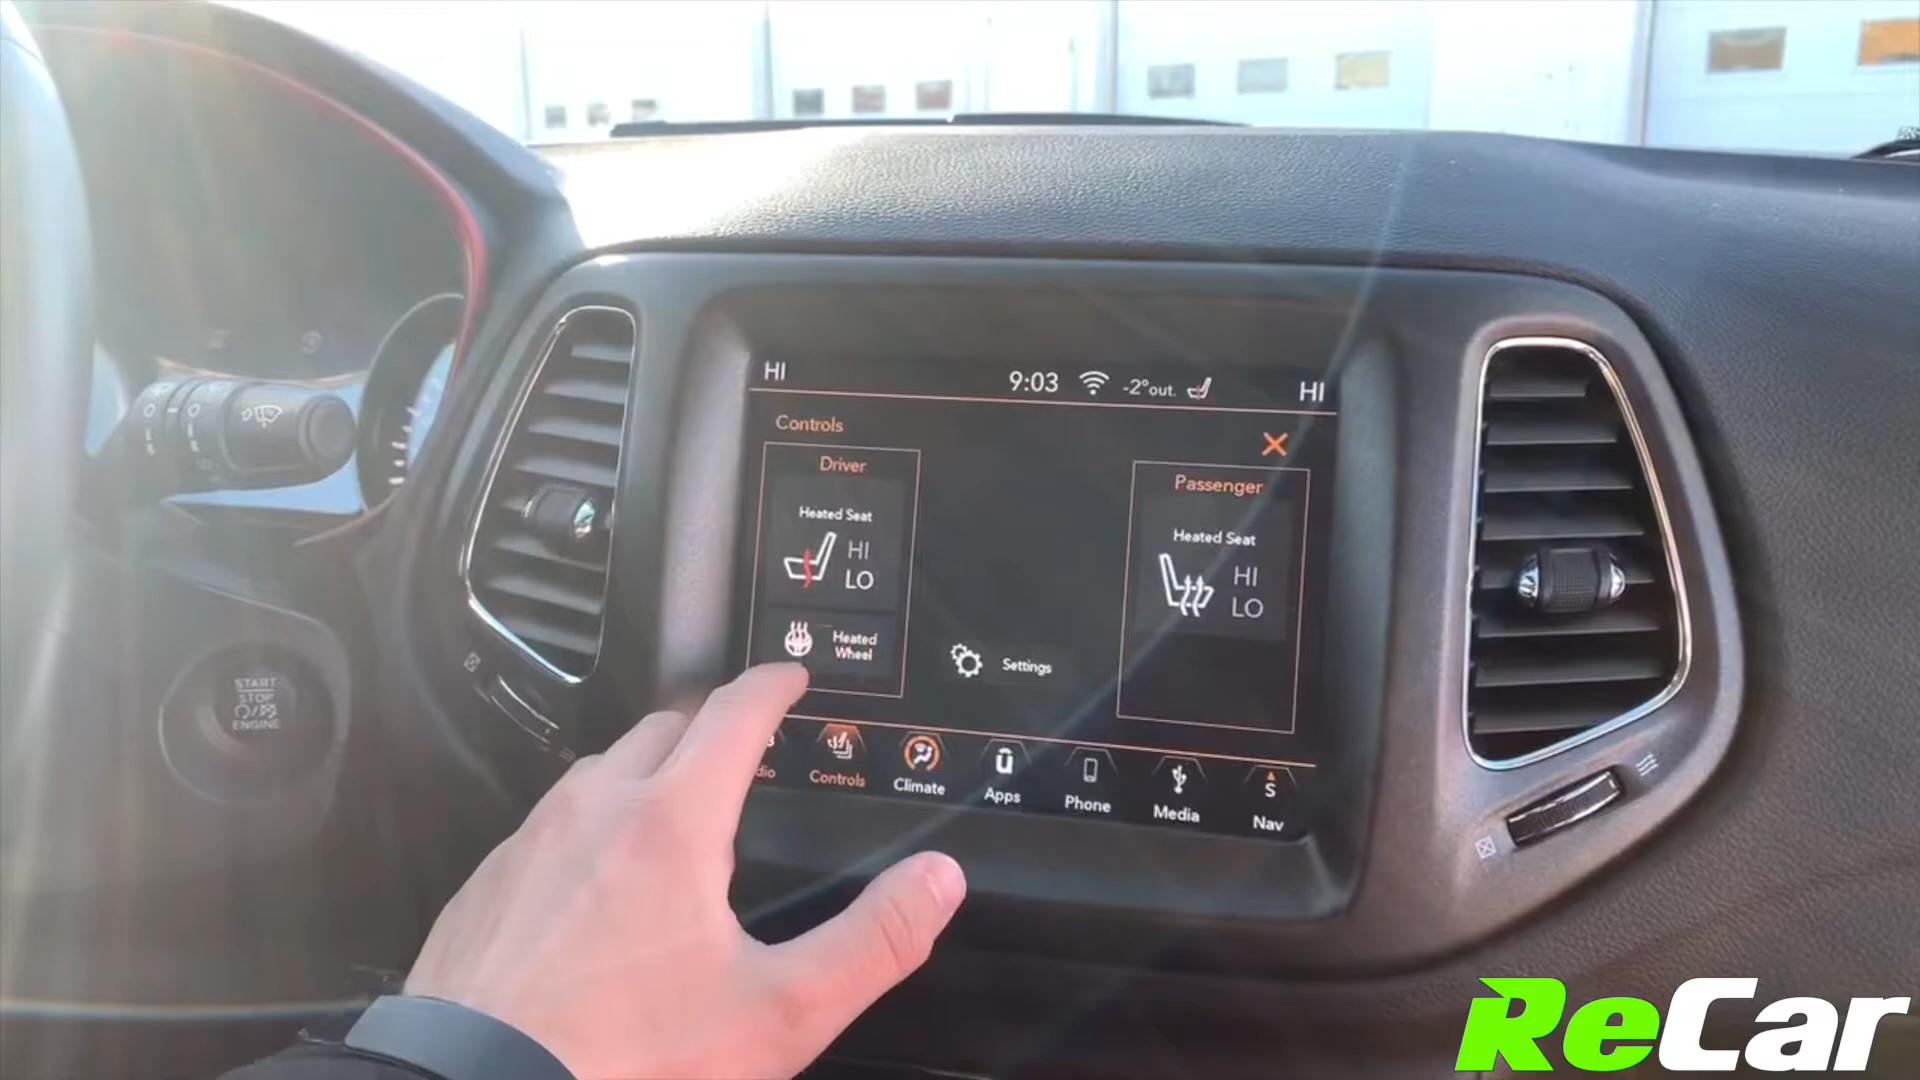 HI
9:03
-2°out.
HI
Controls
Driver
Heated Seat
HI
LO
Heated
Wheel
Settings
Passenger
Heated Seat
HI
LO
dio
Controls
Climate
Apps
Phone
Media
S
Nav
START
STOP
ENGINE
ReCar